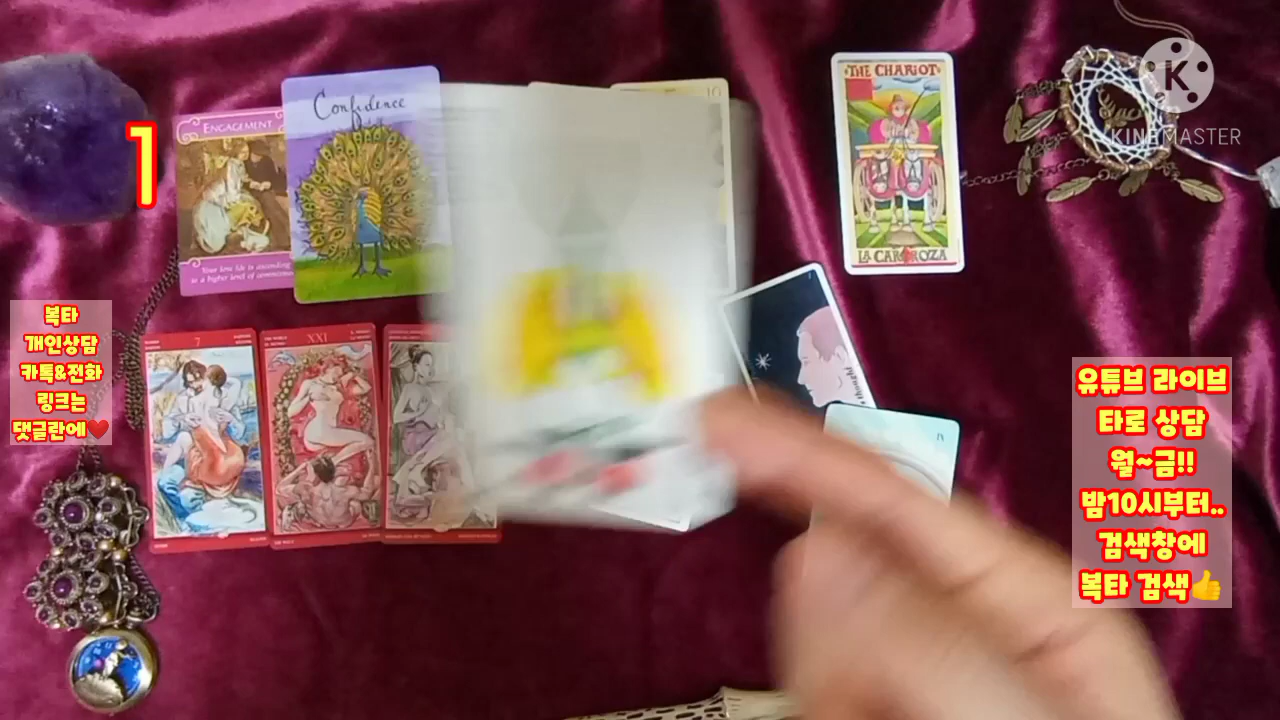 1
ENGAGEMENT
Your love life is ascending
to a higher level of commitment
Confidence
10
THE CHARIOT
LA CARROZA
K
KINEMASTER
7
XXI
IV
복타
개인상담
카톡&전화
링크는
댓글란에❤️
유튜브 라이브
타로 상담
월~금!!
밤10시부터..
검색창에
복타 검색👍